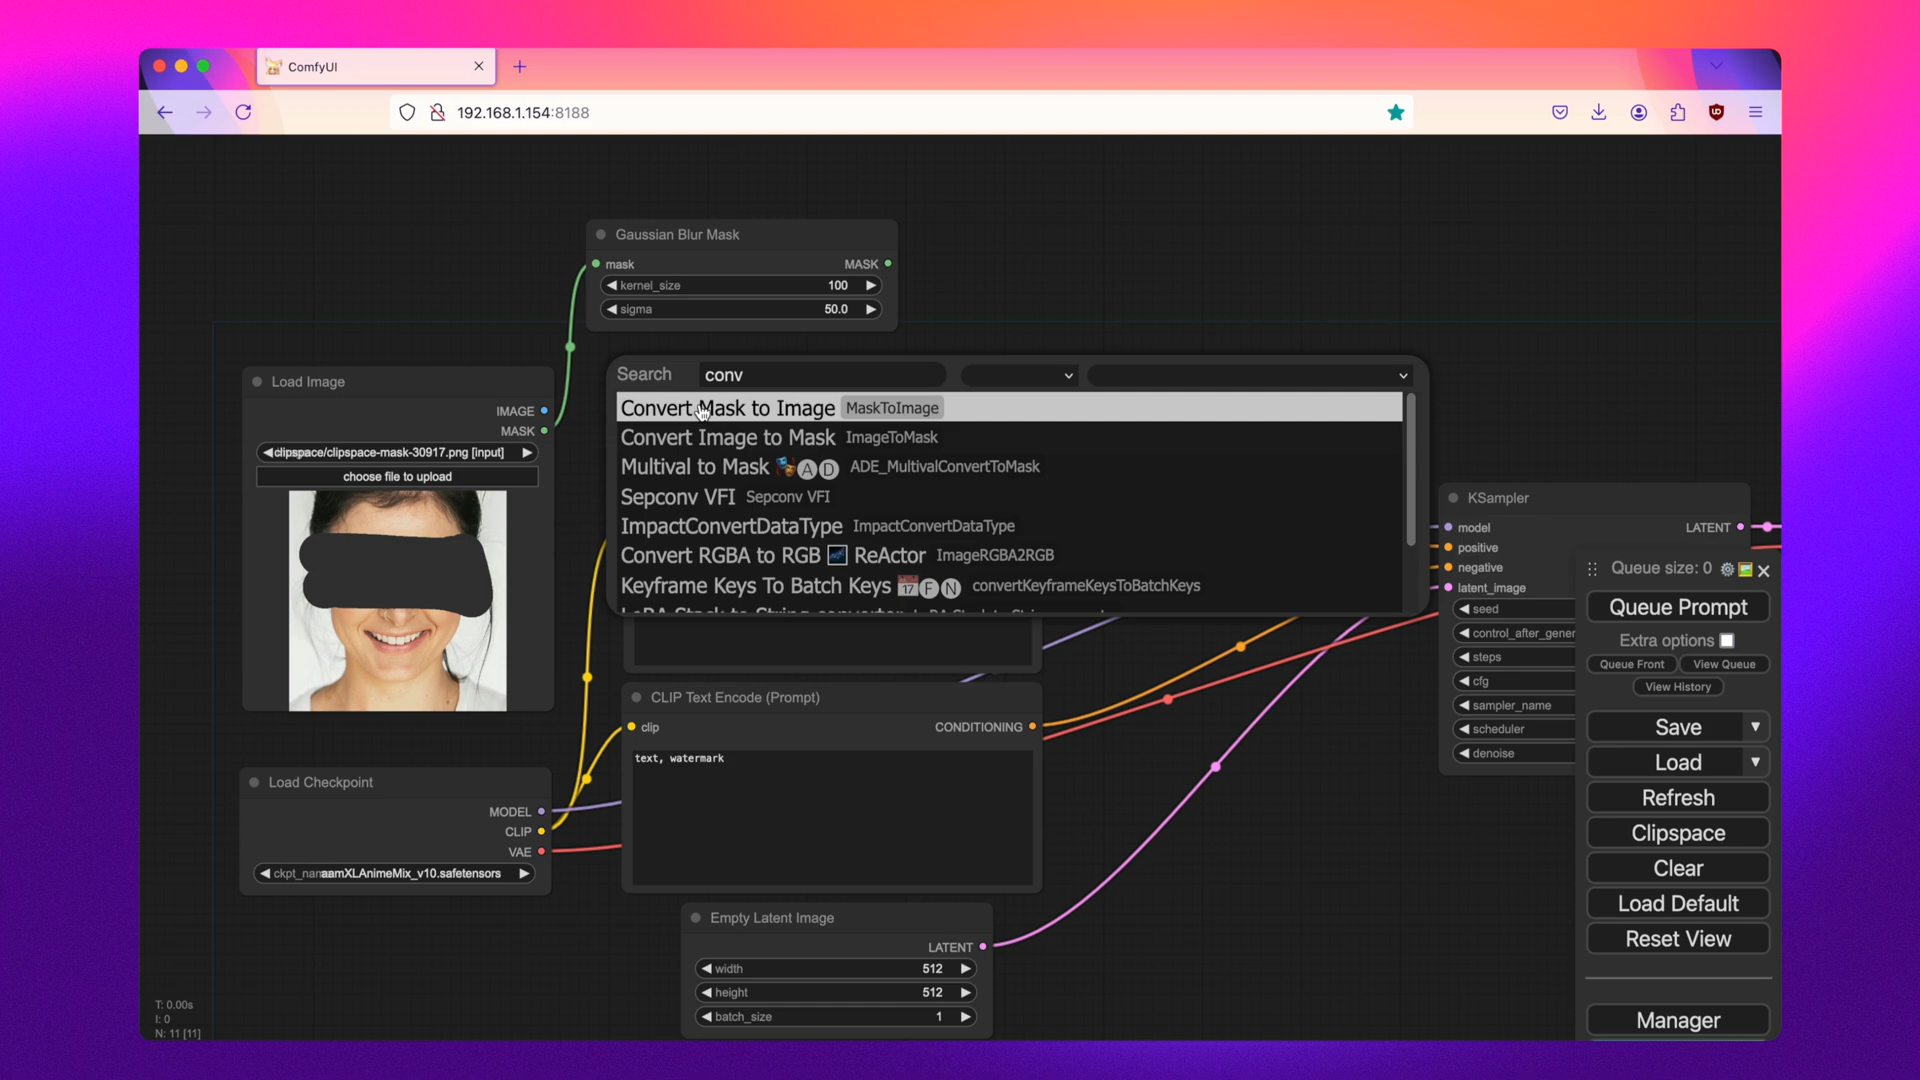 ComfyUI
192.168.1.154:8188
Gaussian Blur Mask
mask MASK
kernel_size 100
sigma 50.0
Load Image
IMAGE
MASK
clipspace/clipspace-mask-30917.png [input]
choose file to upload
Search conv
Convert Mask to Image MaskToImage
Convert Image to Mask ImageToMask
Multival to Mask 🎭🅐🅓 ADE_MultivalConvertToMask
Sepconv VFI Sepconv VFI
ImpactConvertDataType ImpactConvertDataType
Convert RGBA to RGB 🌌 ReActor ImageRGBA2RGB
Keyframe Keys To Batch Keys 📅🅕🅝 convertKeyframeKeysToBatchKeys
KSampler
model LATENT
positive
negative
latent_image
seed
control_after_gener
steps
cfg
sampler_name
scheduler
denoise
Queue size: 0
Queue Prompt
Extra options
Queue Front View Queue
View History
Save ▼
Load ▼
Refresh
Clipspace
Clear
Load Default
Reset View
Manager
CLIP Text Encode (Prompt)
clip CONDITIONING
text, watermark
Load Checkpoint
MODEL
CLIP
VAE
ckpt_nam aamXLAnimeMix_v10.safetensors
Empty Latent Image
LATENT
width 512
height 512
batch_size 1
T: 0.00s
I: 0
N: 11 [11]